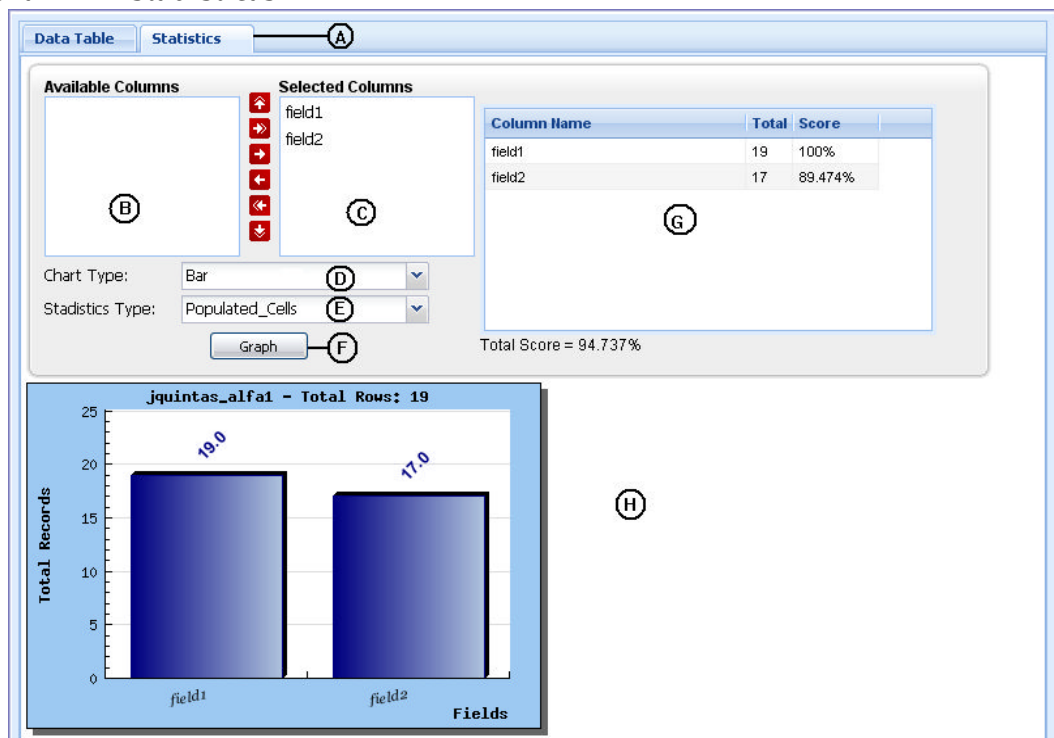 Data Table Statistics A
Available Columns Selected Columns
field1
field2
B
C
Column Name Total Score
field1 19 100%
field2 17 89.474%
G
Chart Type: Bar D
Stadistics Type: Populated_Cells E
Graph F
Total Score = 94.737%
jquintas_alfa1 - Total Rows: 19
25
20
15
10
5
0
Total Records
19.0
17.0
field1
field2
Fields
H